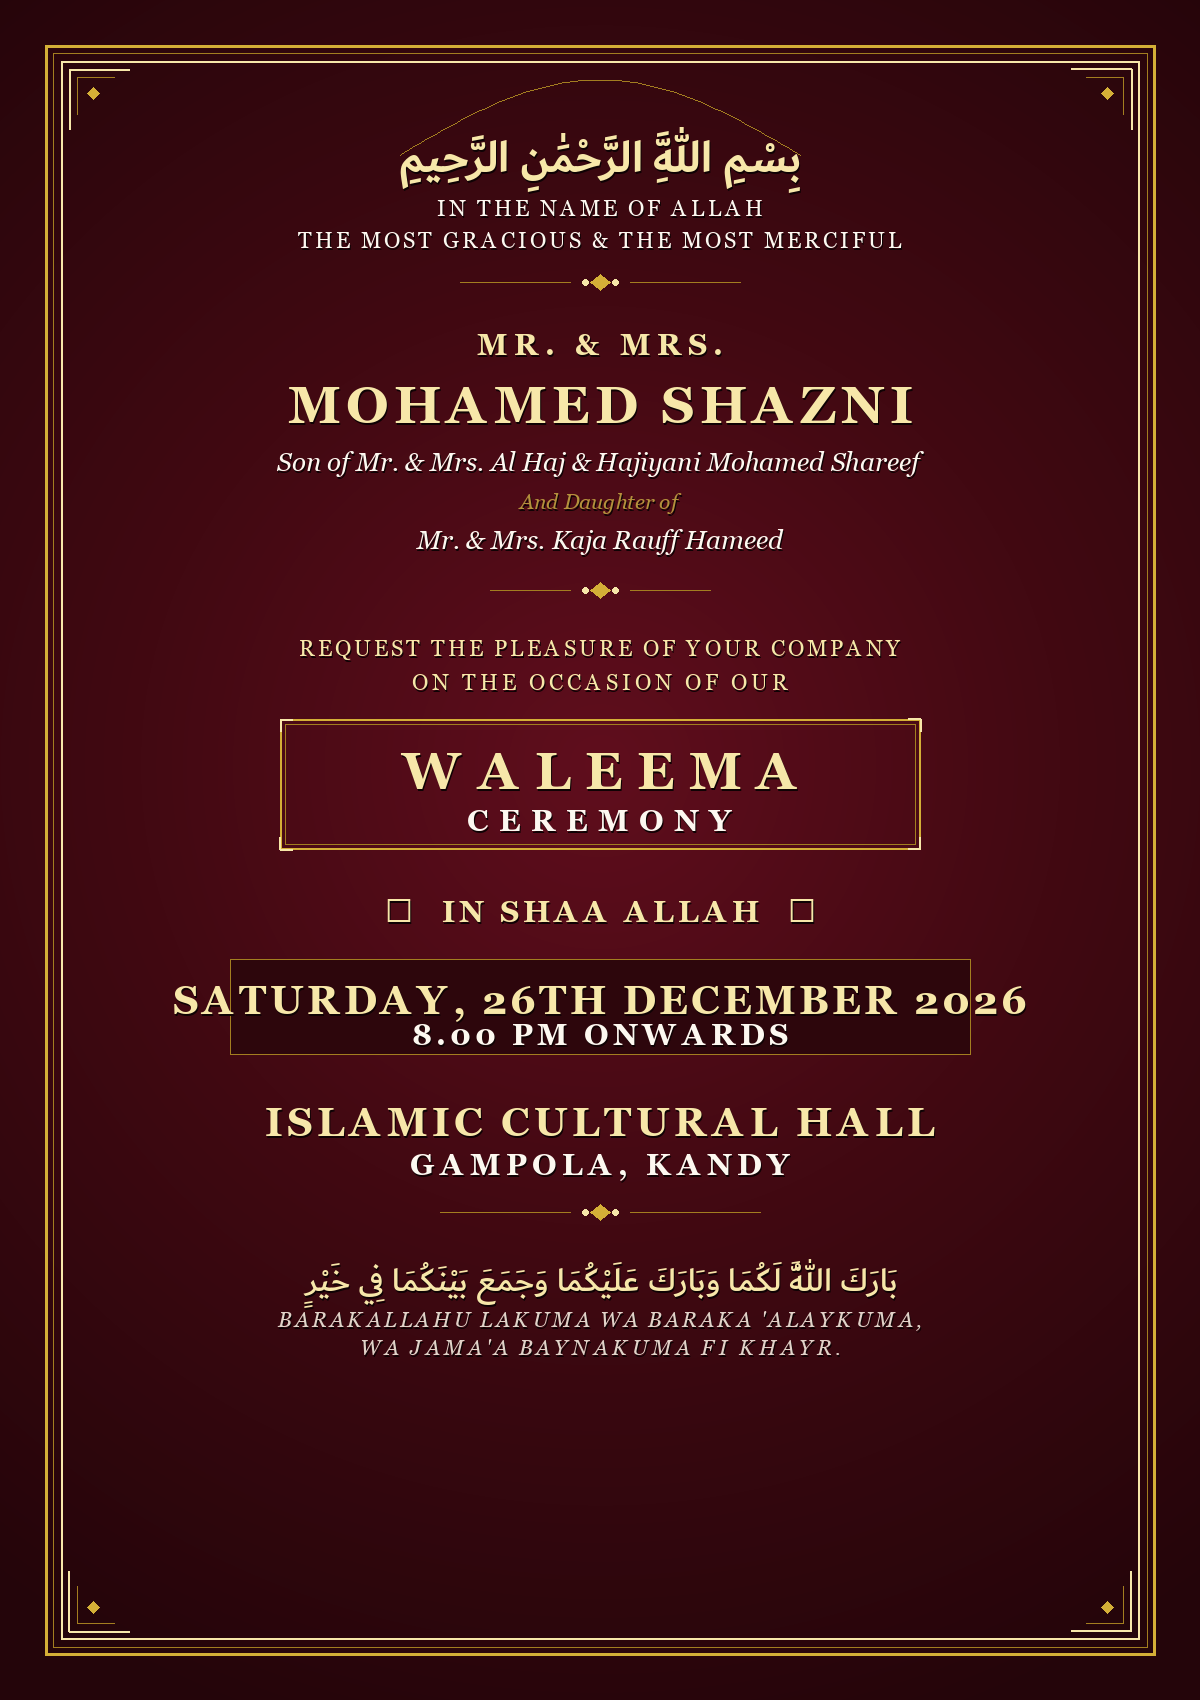 بِسْمِ اللّٰهَِّ الرَّحْمَٰنِ الرَّحِيمِ
IN THE NAME OF ALLAH
THE MOST GRACIOUS & THE MOST MERCIFUL
MR. & MRS.
MOHAMED SHAZNI
Son of Mr. & Mrs. Al Haj & Hajiyani Mohamed Shareef
And Daughter of
Mr. & Mrs. Kaja Rauff Hameed
REQUEST THE PLEASURE OF YOUR COMPANY
ON THE OCCASION OF OUR
WALEEMA
CEREMONY
□ IN SHAA ALLAH □
SATURDAY, 26TH DECEMBER 2026
8.00 PM ONWARDS
ISLAMIC CULTURAL HALL
GAMPOLA, KANDY
بَارَكَ اللّٰهَُّ لَكُمَا وَبَارَكَ عَلَيْكُمَا وَجَمَعَ بَيْنَكُمَا فِي خَيْرٍ
BARAKALLAHU LAKUMA WA BARAKA 'ALAYKUMA,
WA JAMA'A BAYNAKUMA FI KHAYR.